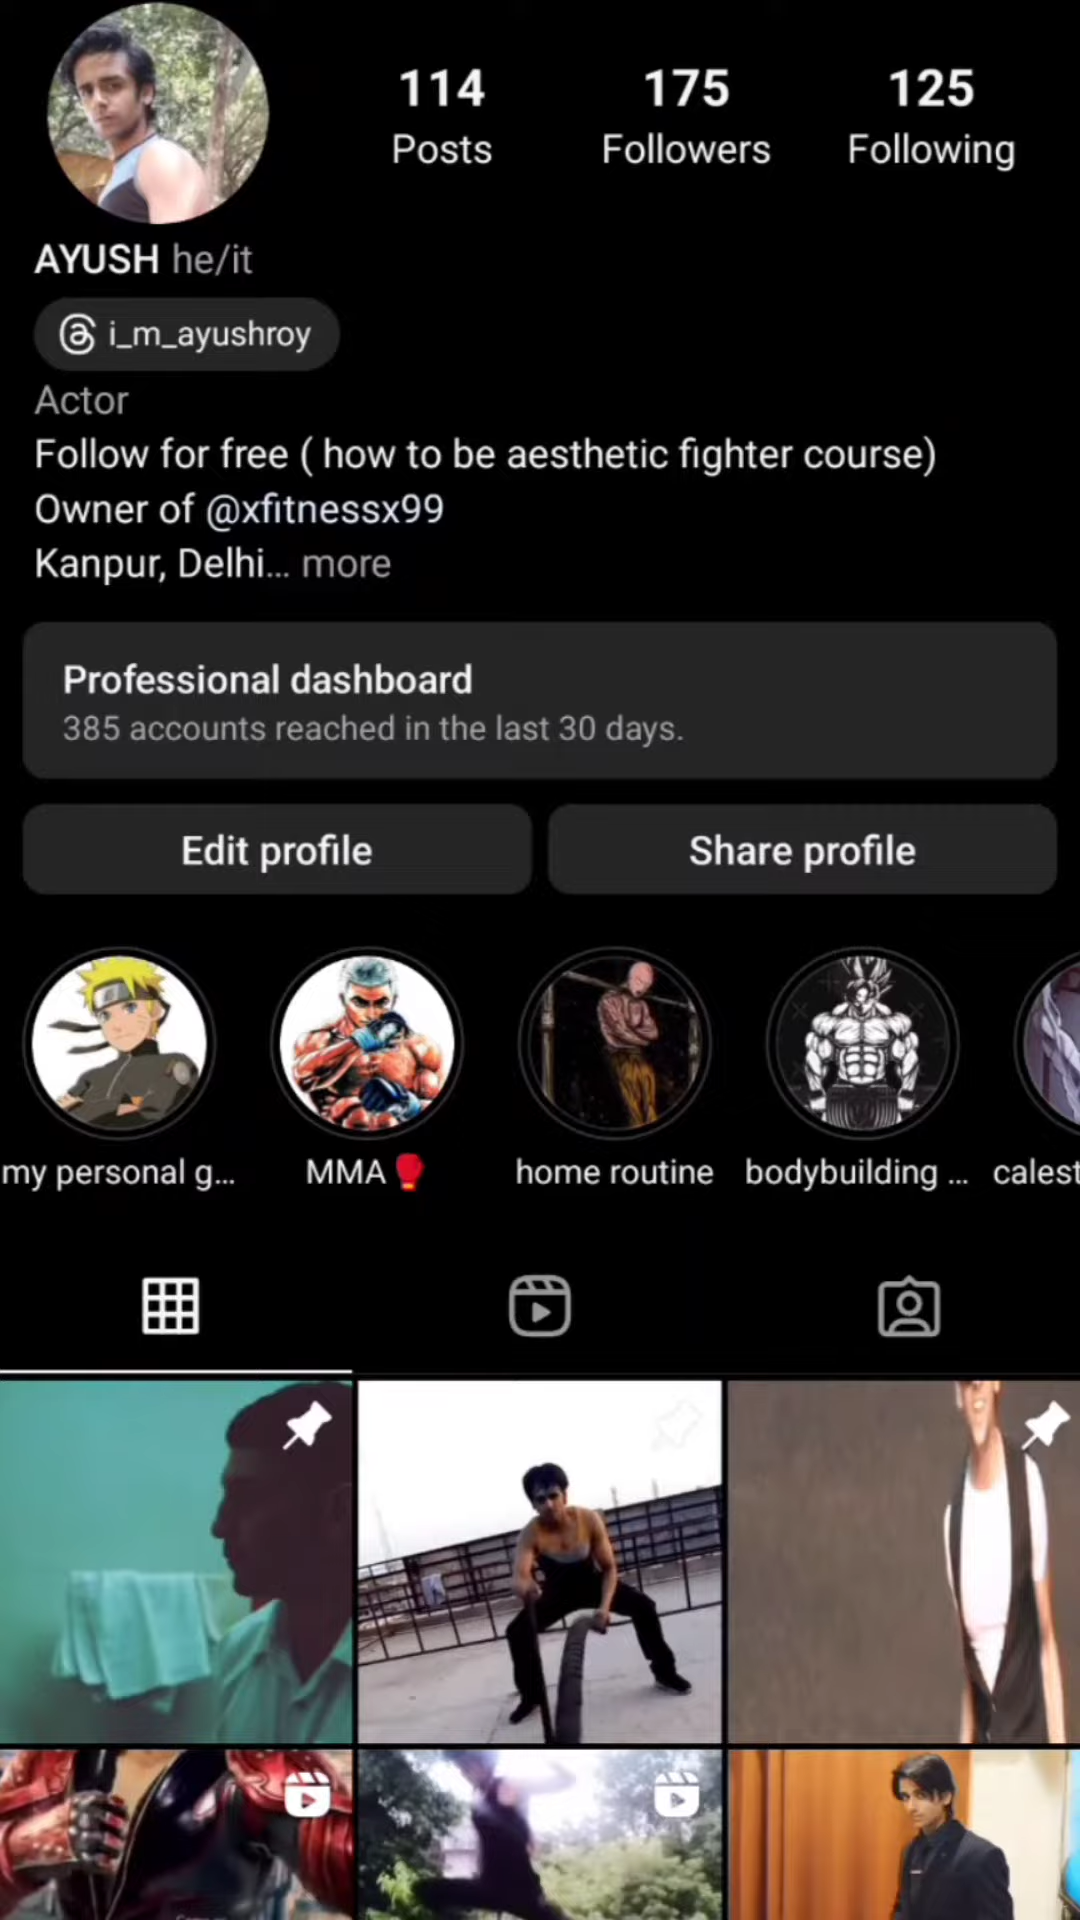 114 175 125
Posts Followers Following
AYUSH he/it
i_m_ayushroy
Actor
Follow for free ( how to be aesthetic fighter course)
Owner of @xfitnessx99
Kanpur, Delhi... more
Professional dashboard
385 accounts reached in the last 30 days.
Edit profile Share profile
my personal g... MMA🥊 home routine bodybuilding ... calest